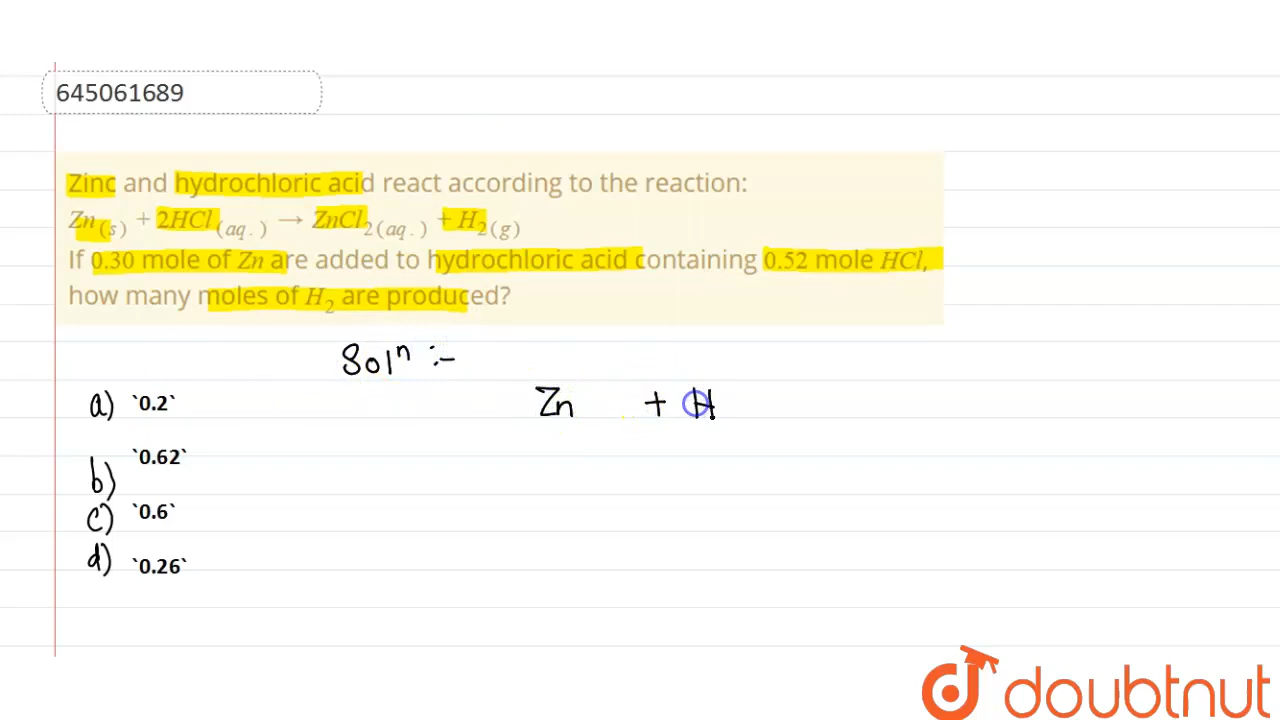 645061689
Zinc and hydrochloric acid react according to the reaction:
Zn(s) + 2HCl(aq.) → ZnCl2(aq.) + H2(g)
If 0.30 mole of Zn are added to hydrochloric acid containing 0.52 mole HCl,
how many moles of H2 are produced?
Solⁿ :-
a) `0.2`
Zn + H
b) `0.62`
c) `0.6`
d) `0.26`
doubtnut